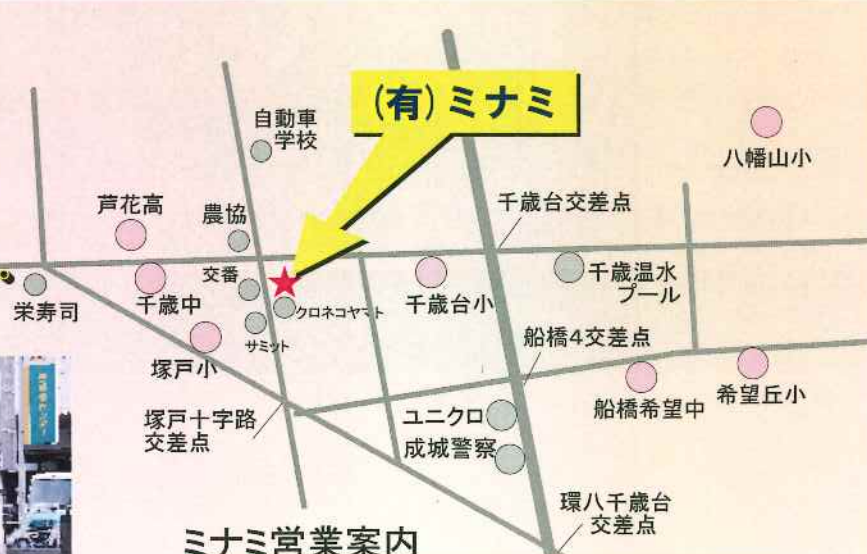 (有)ミナミ
自動車
学校
八幡山小
芦花高
農協
千歳台交差点
交番
栄寿司
千歳中
クロネコヤマト
千歳台小
千歳温水
プール
サミット
塚戸小
船橋4交差点
塚戸十字路
交差点
ユニクロ
成城警察
船橋希望中
希望丘小
環八千歳台
交差点
ミナミ営業案内